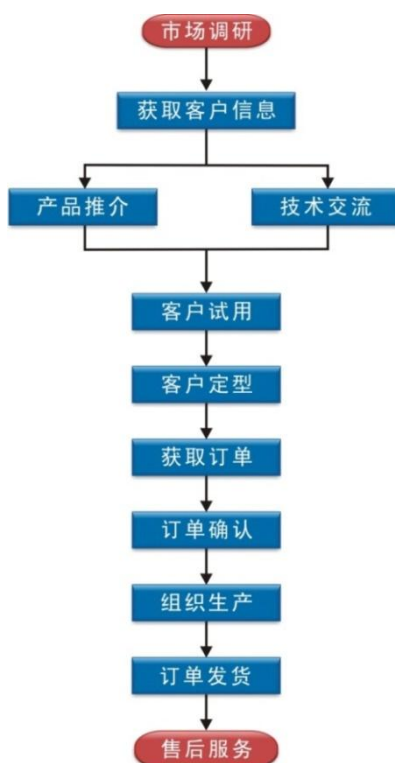 市场调研
获取客户信息
产品推介
技术交流
客户试用
客户定型
获取订单
订单确认
组织生产
订单发货
售后服务